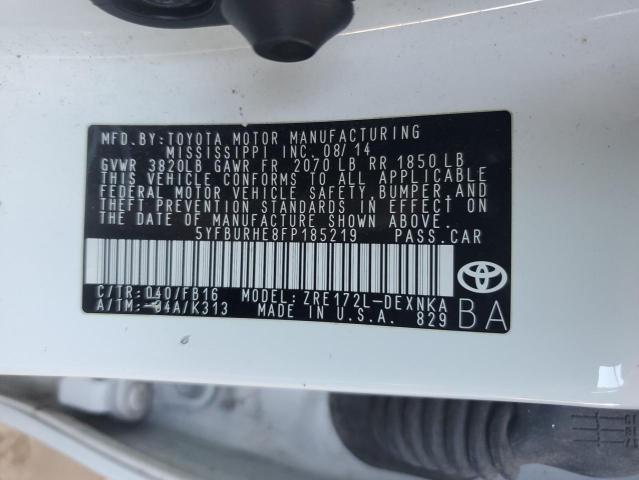 MFD.BY:TOYOTA MOTOR MANUFACTURING
MISSISSIPPI INC. 08/14
GVWR 3820LB GAWR FR 2070 LB RR 1850 LB
THIS VEHICLE CONFORMS TO ALL APPLICABLE
FEDERAL MOTOR VEHICLE SAFETY, BUMPER,AND
THEFT PREVENTION STANDARDS IN EFFECT ON
THE DATE OF MANUFACTURE SHOWN ABOVE.
5YFBURHE8FP185219 PASS.CAR
C/TR:040/FB16 MODEL: ZRE172L-DEXNKA
A/TM:-04A/K313 MADE IN U.S.A. 829
BA